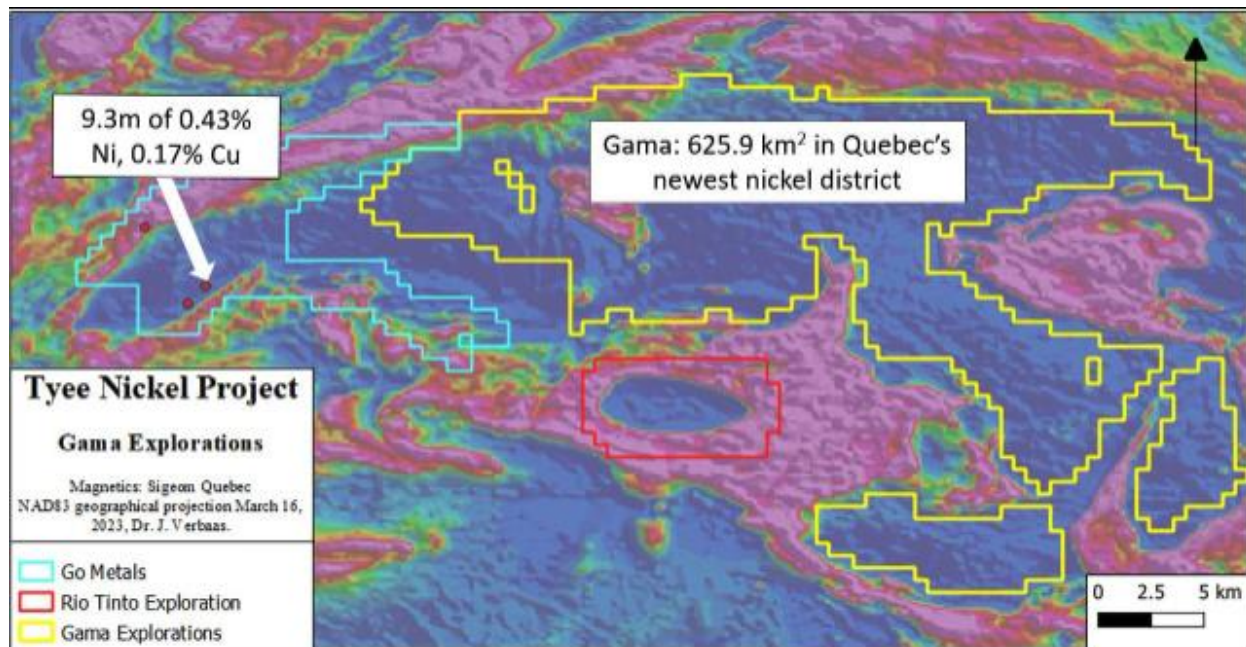 9.3m of 0.43%
Ni, 0.17% Cu
Gama: 625.9 km² in Quebec's
newest nickel district
Tyee Nickel Project
Gama Explorations
Magnetics: Sigeom Quebec
NAD83 geographical projection March 16,
2023, Dr. J. Verbaas.
Go Metals
Rio Tinto Exploration
Gama Explorations
0 2.5 5 km